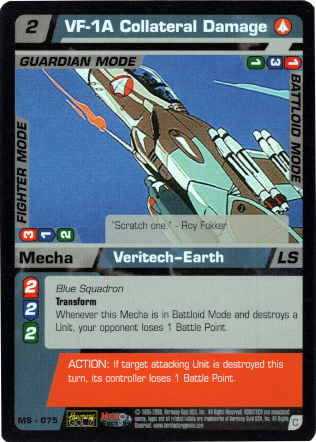 2 VF-1A Collateral Damage
GUARDIAN MODE
1 3 1
BATTLOID MODE
FIGHTER MODE
3 1 2
"Scratch one." - Roy Fokker
Mecha Veritech-Earth LS
2
2
2
Blue Squadron
Transform
Whenever this Mecha is in Battloid Mode and destroys a
Unit, your opponent loses 1 Battle Point.
ACTION: If target attacking Unit is destroyed this
turn, its controller loses 1 Battle Point.
MS - 075
Harmony
GOLD
C